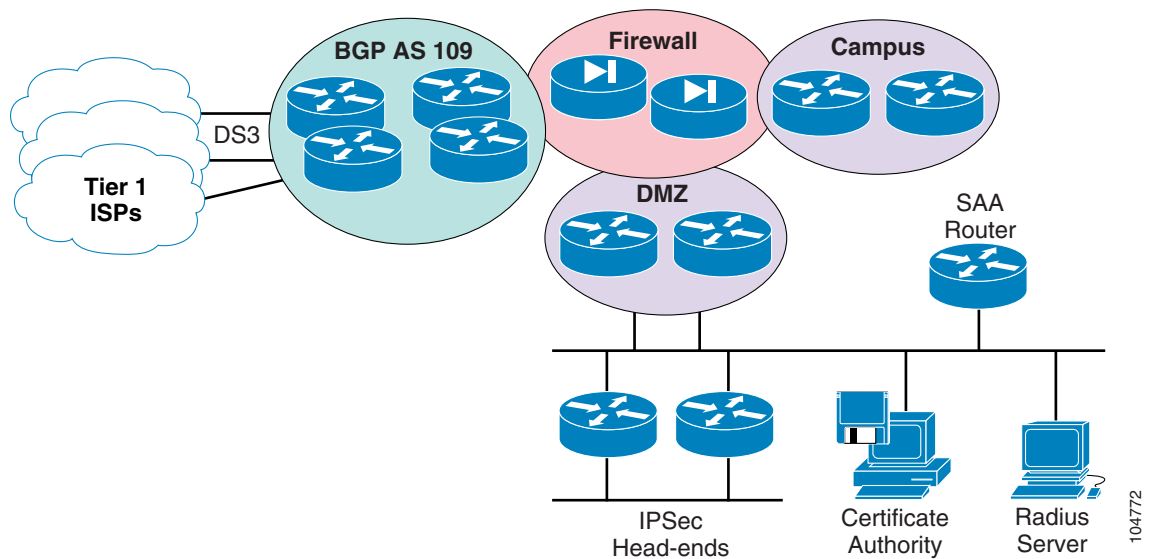 BGP AS 109
Firewall
Campus
DS3
Tier 1
ISPs
DMZ
SAA
Router
IPSec
Head-ends
Certificate
Authority
Radius
Server
104772